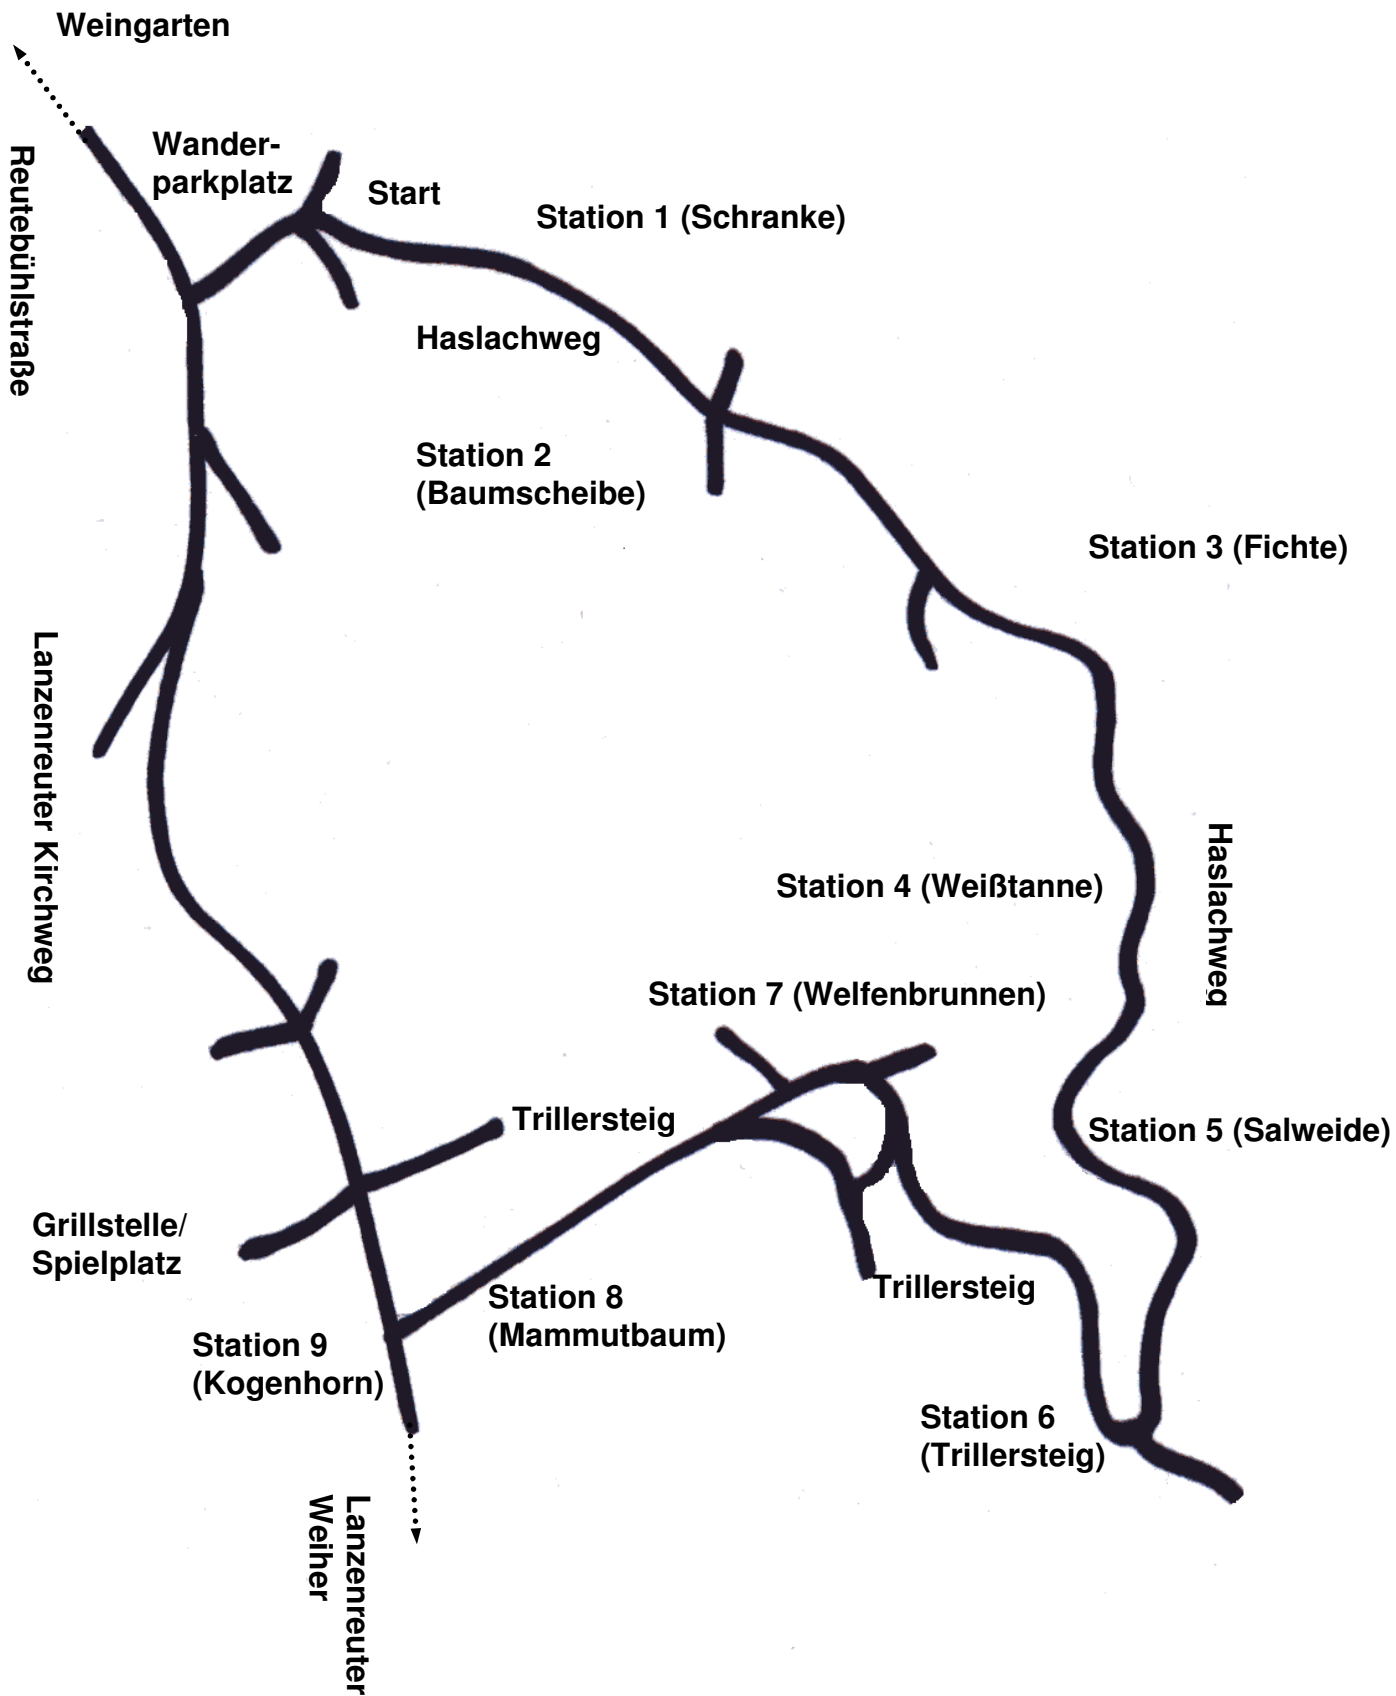 Weingarten
Wander-
parkplatz
Start
Station 1 (Schranke)
Reutebühlstraße
Haslachweg
Station 2
(Baumscheibe)
Station 3 (Fichte)
Lanzenreuter Kirchweg
Station 4 (Weißtanne)
Haslachweg
Station 7 (Welfenbrunnen)
Trillersteig
Station 5 (Salweide)
Grillstelle/
Spielplatz
Trillersteig
Station 8
(Mammutbaum)
Station 9
(Kogenhorn)
Station 6
(Trillersteig)
Lanzenreuter
Weiher